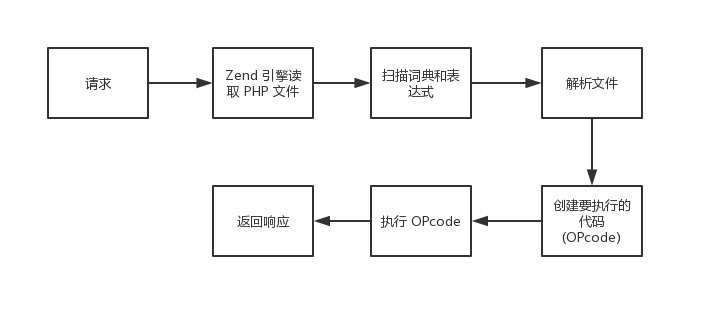 请求
Zend 引擎读
取 PHP 文件
扫描词典和表
达式
解析文件
创建要执行的
代码
(OPcode)
执行 OPcode
返回响应